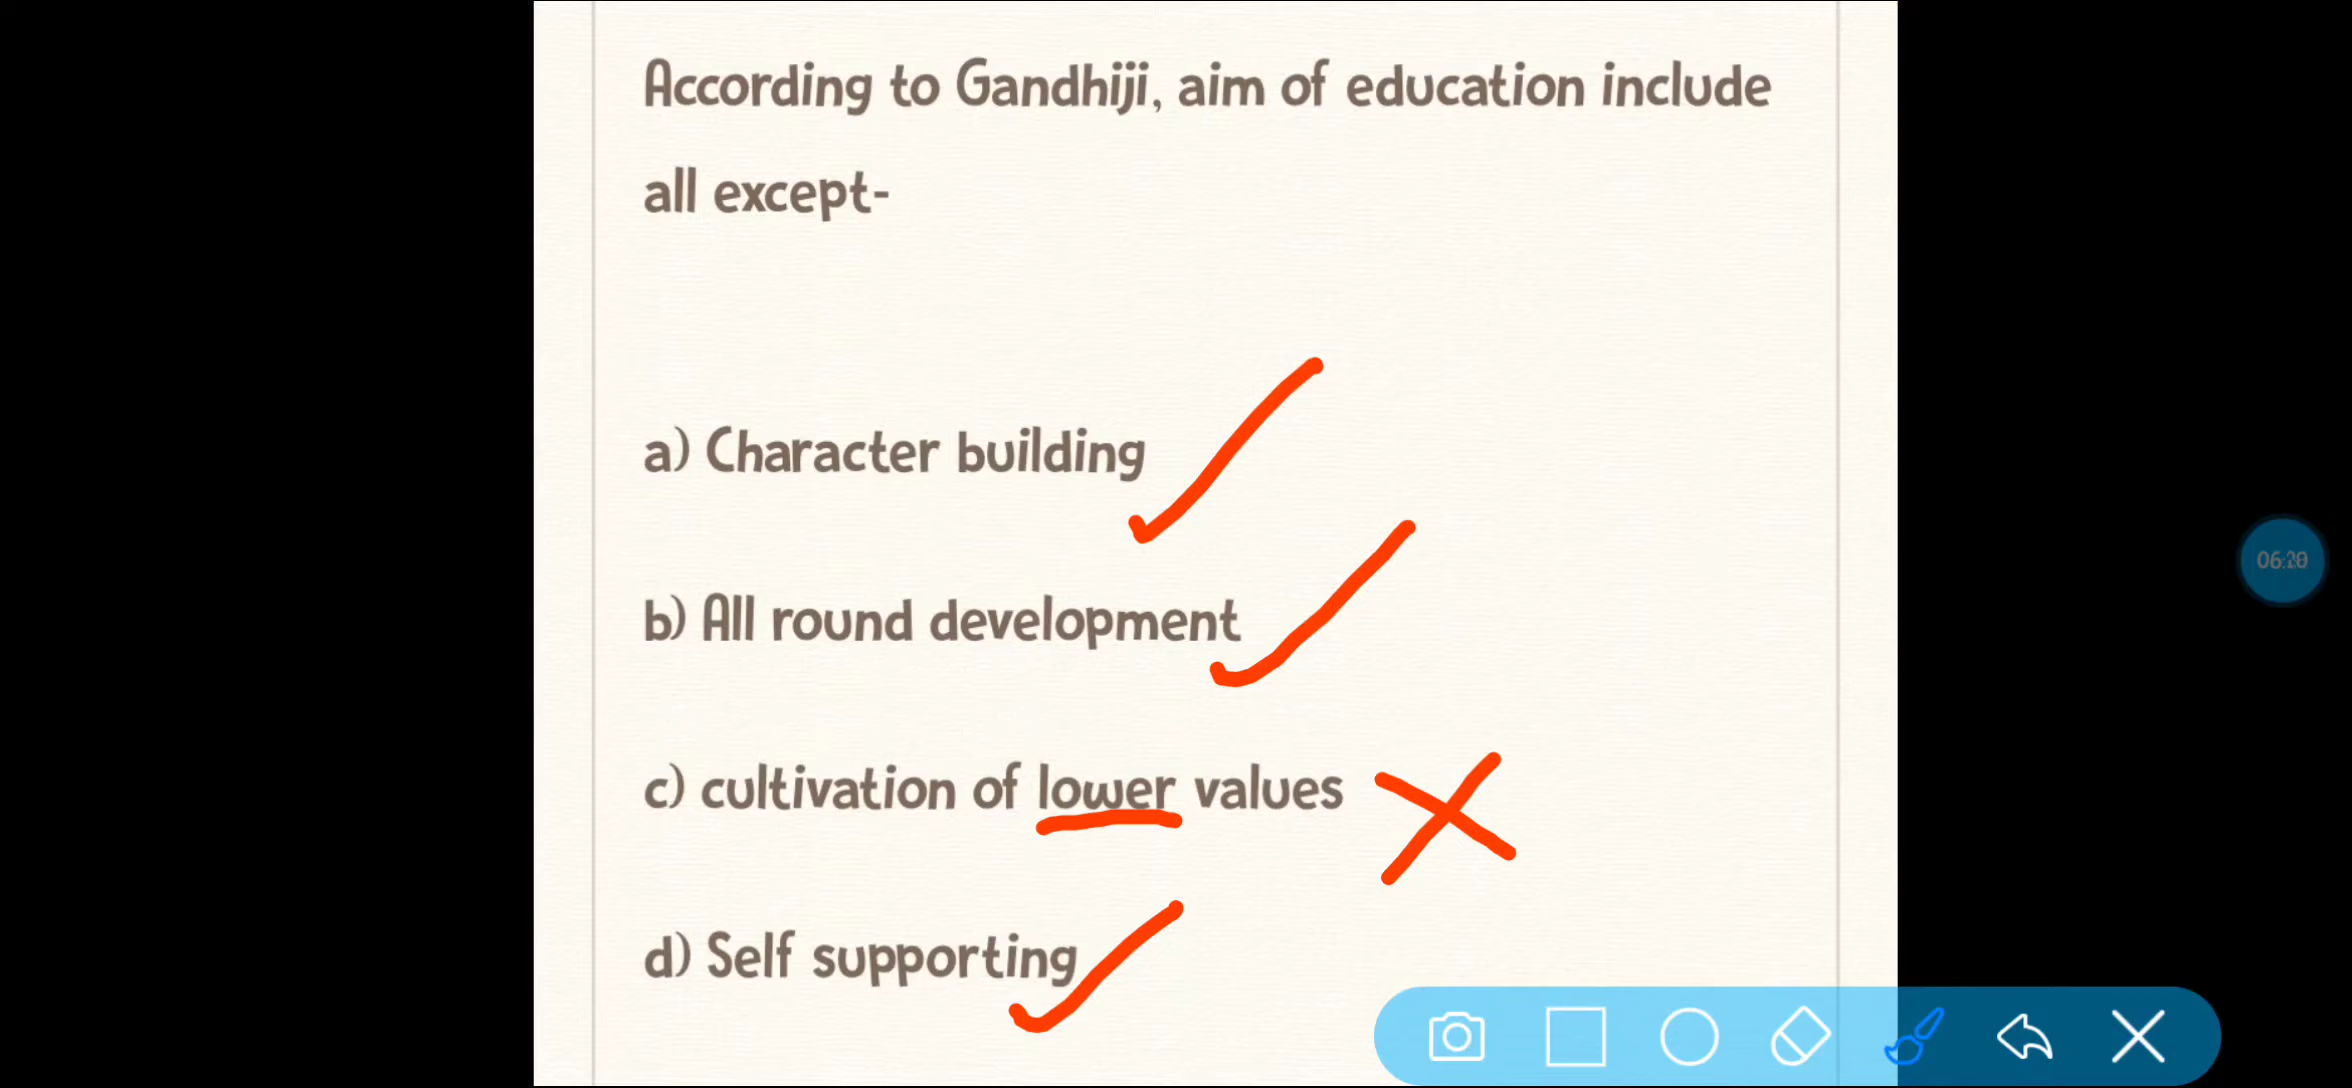 According to Gandhiji, aim of education include
all except-
a) Character building
b) All round development
c) cultivation of lower values
d) Self supporting
06:20